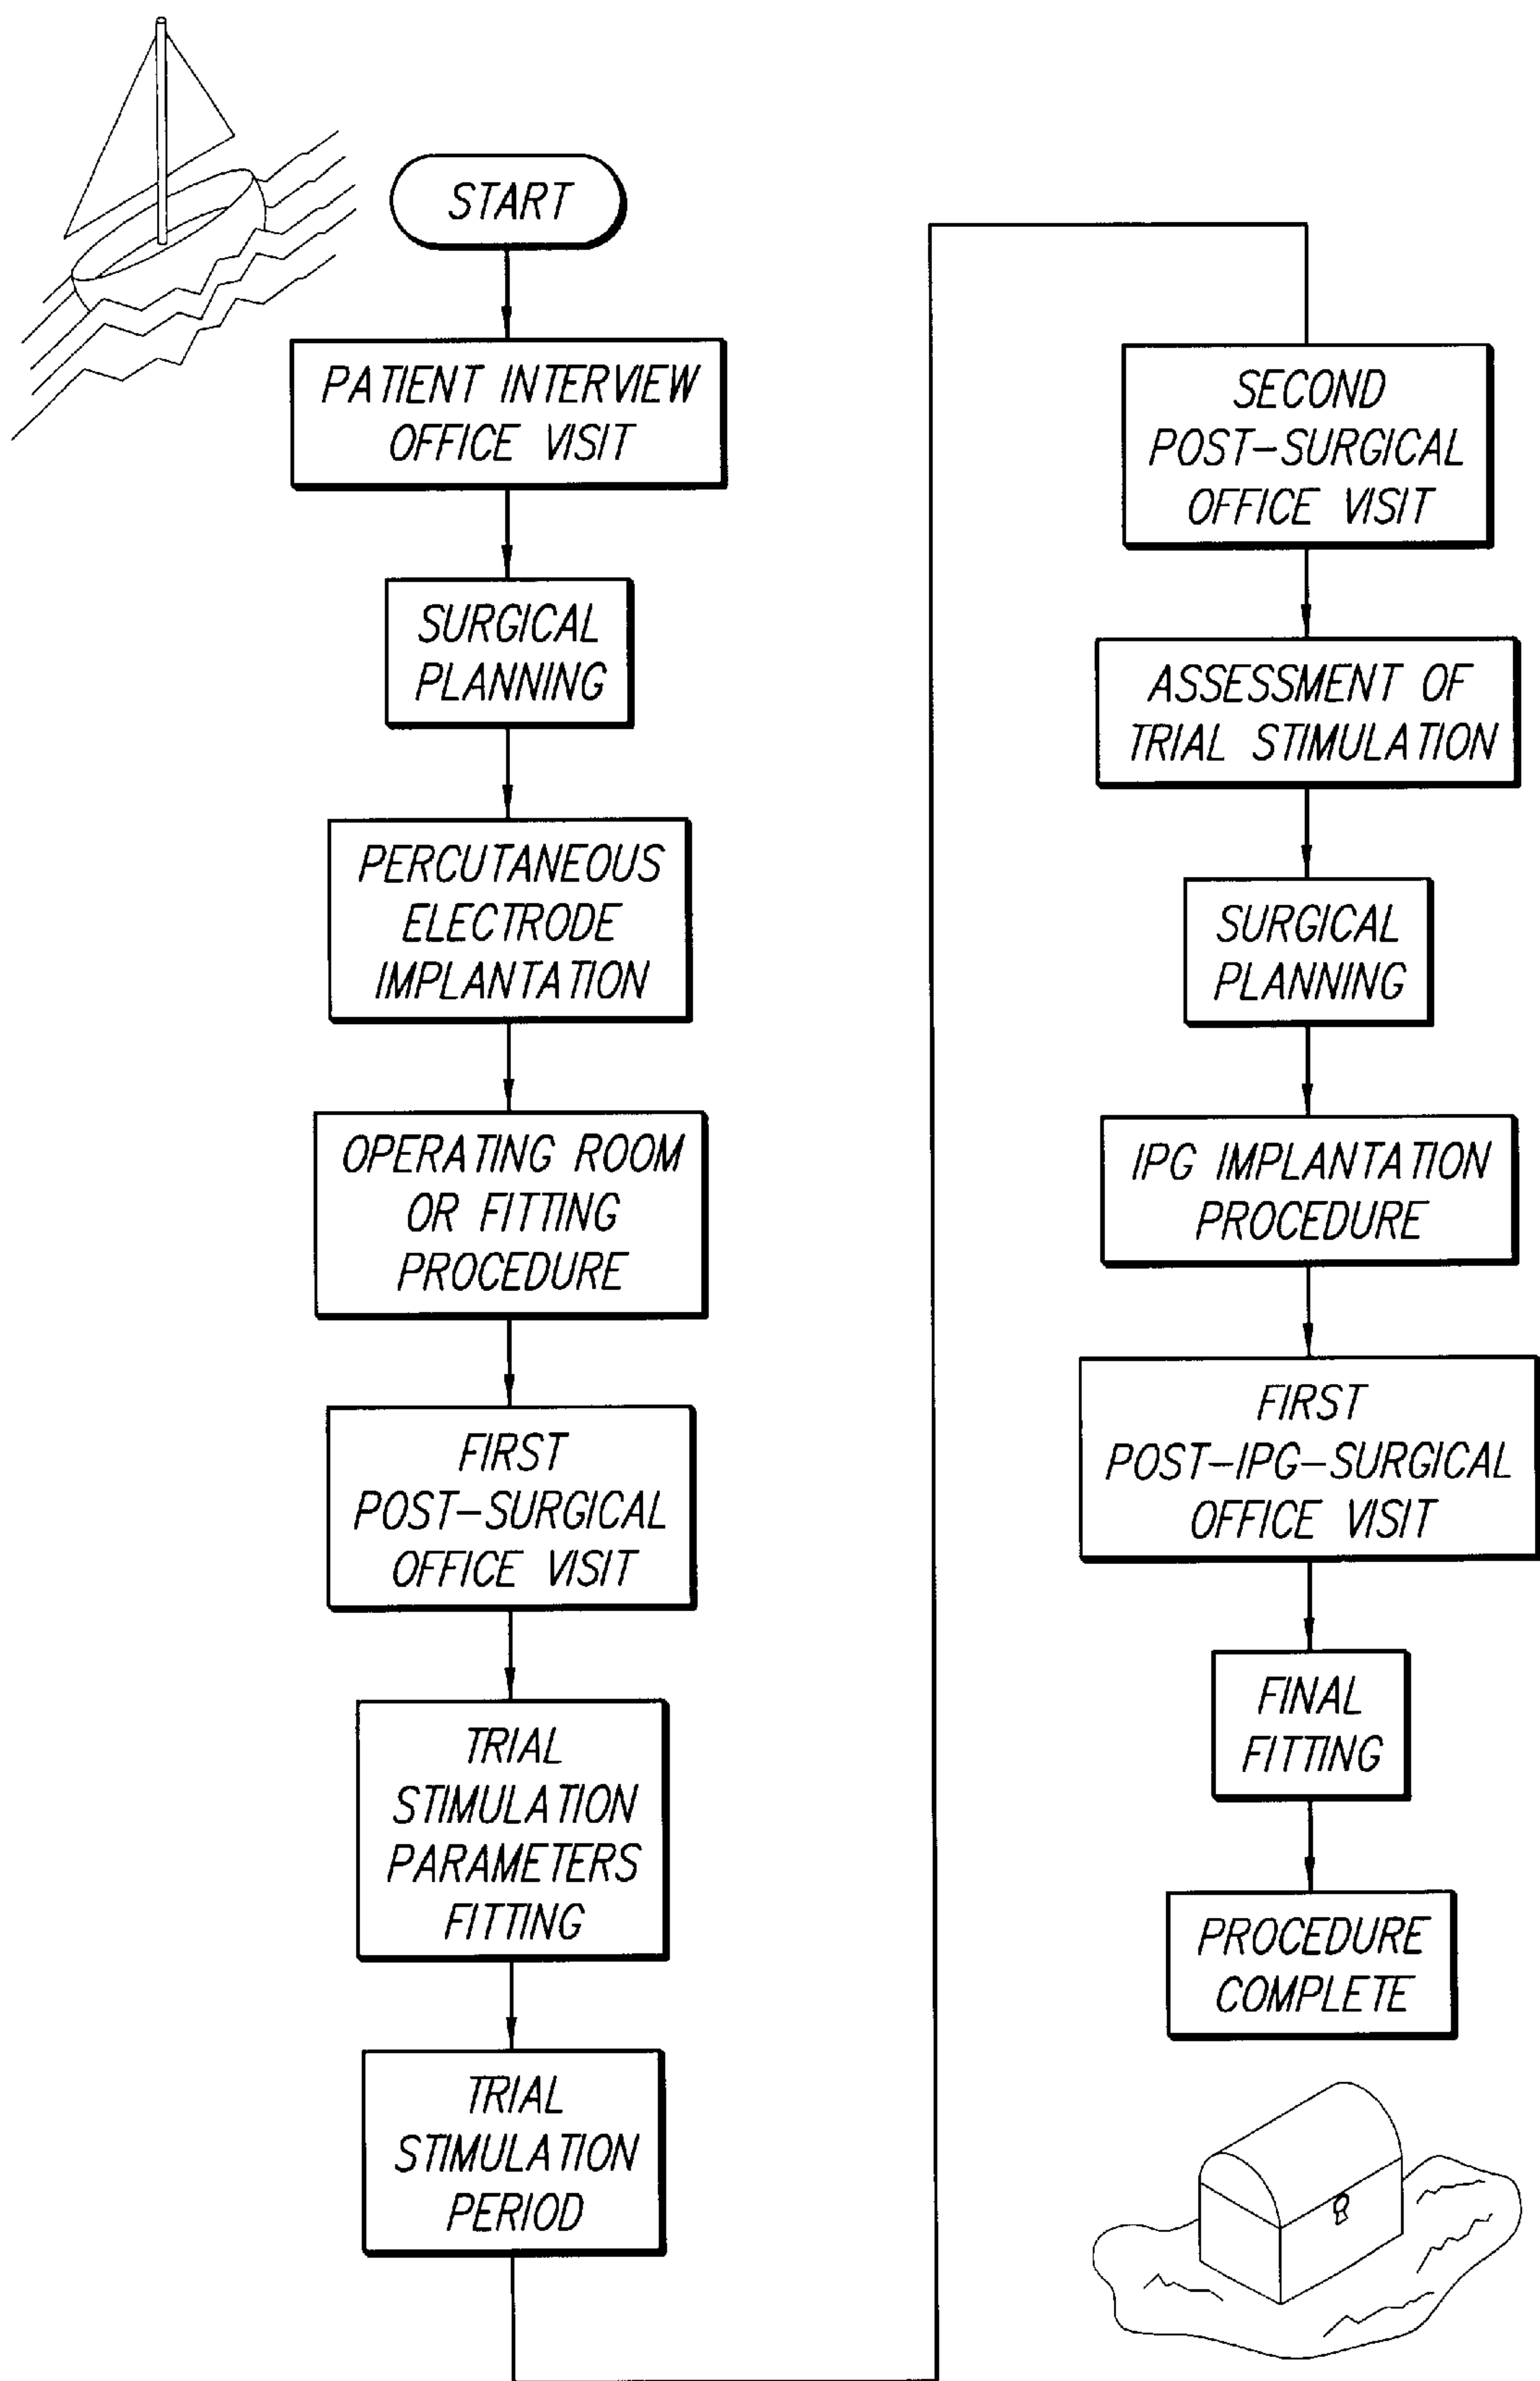 START
PATIENT INTERVIEW
OFFICE VISIT
SURGICAL
PLANNING
PERCUTANEOUS
ELECTRODE
IMPLANTATION
OPERATING ROOM
OR FITTING
PROCEDURE
FIRST
POST-SURGICAL
OFFICE VISIT
TRIAL
STIMULATION
PARAMETERS
FITTING
TRIAL
STIMULATION
PERIOD
SECOND
POST-SURGICAL
OFFICE VISIT
ASSESSMENT OF
TRIAL STIMULATION
SURGICAL
PLANNING
IPG IMPLANTATION
PROCEDURE
FIRST
POST-IPG-SURGICAL
OFFICE VISIT
FINAL
FITTING
PROCEDURE
COMPLETE